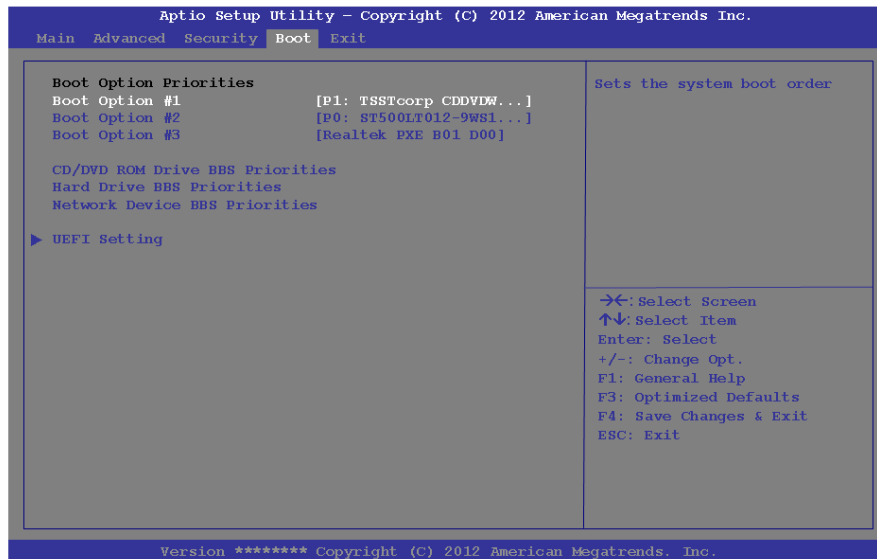 Aptio Setup Utility – Copyright (C) 2012 American Megatrends Inc.
Main Advanced Security Boot Exit
Boot Option Priorities
Boot Option #1 [P1: TSSTcorp CDDVDW...]
Boot Option #2 [P0: ST500LT012-9WS1...]
Boot Option #3 [Realtek PXE B01 D00]
CD/DVD ROM Drive BBS Priorities
Hard Drive BBS Priorities
Network Device BBS Priorities
▶ UEFI Setting
Sets the system boot order
→←: Select Screen
↑↓: Select Item
Enter: Select
+/-: Change Opt.
F1: General Help
F3: Optimized Defaults
F4: Save Changes & Exit
ESC: Exit
Version ******** Copyright (C) 2012 American Megatrends. Inc.